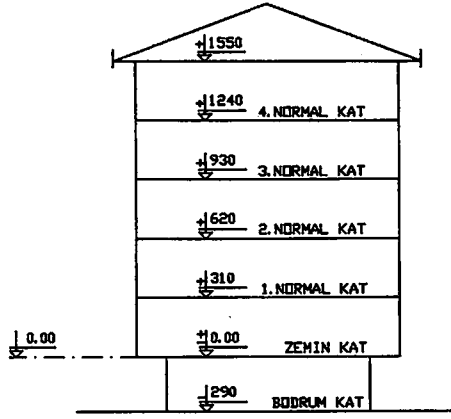 +1550
+1240 4.NORMAL KAT
+930 3.NORMAL KAT
+620 2.NORMAL KAT
+310 1.NORMAL KAT
0.00 ±0.00 ZEMIN KAT
290 BODRUM KAT